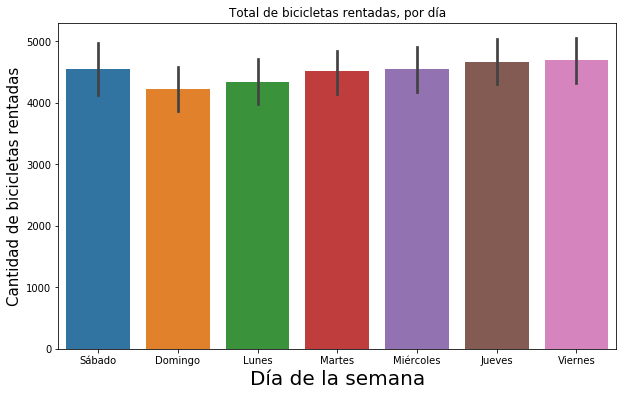 Total de bicicletas rentadas, por día
Cantidad de bicicletas rentadas
5000
4000
3000
2000
1000
0
Sábado Domingo Lunes Martes Miércoles Jueves Viernes
Día de la semana